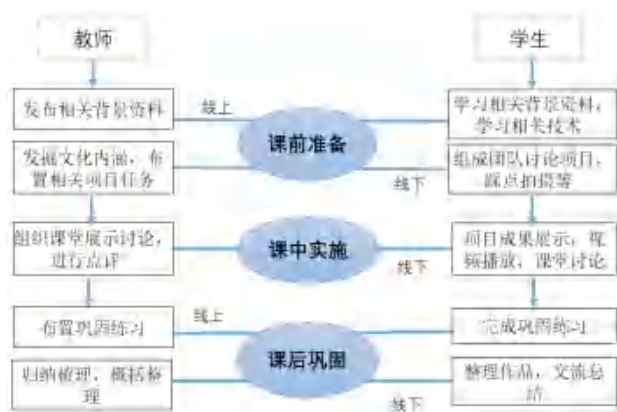 教师
学生
发布相关背景资料
线上
学习相关背景资料，
学习相关技术
课前准备
发掘文化内涵，布
置相关项目任务
线下
组成团队讨论项目，
踩点拍摄等
组织课堂展示讨论，
进行点评
课中实施
线下
项目成果展示，视
频播放，课堂讨论
布置巩固练习
线上
完成巩固练习
课后巩固
归纳梳理，概括整
理
线下
整理作品，交流总
结